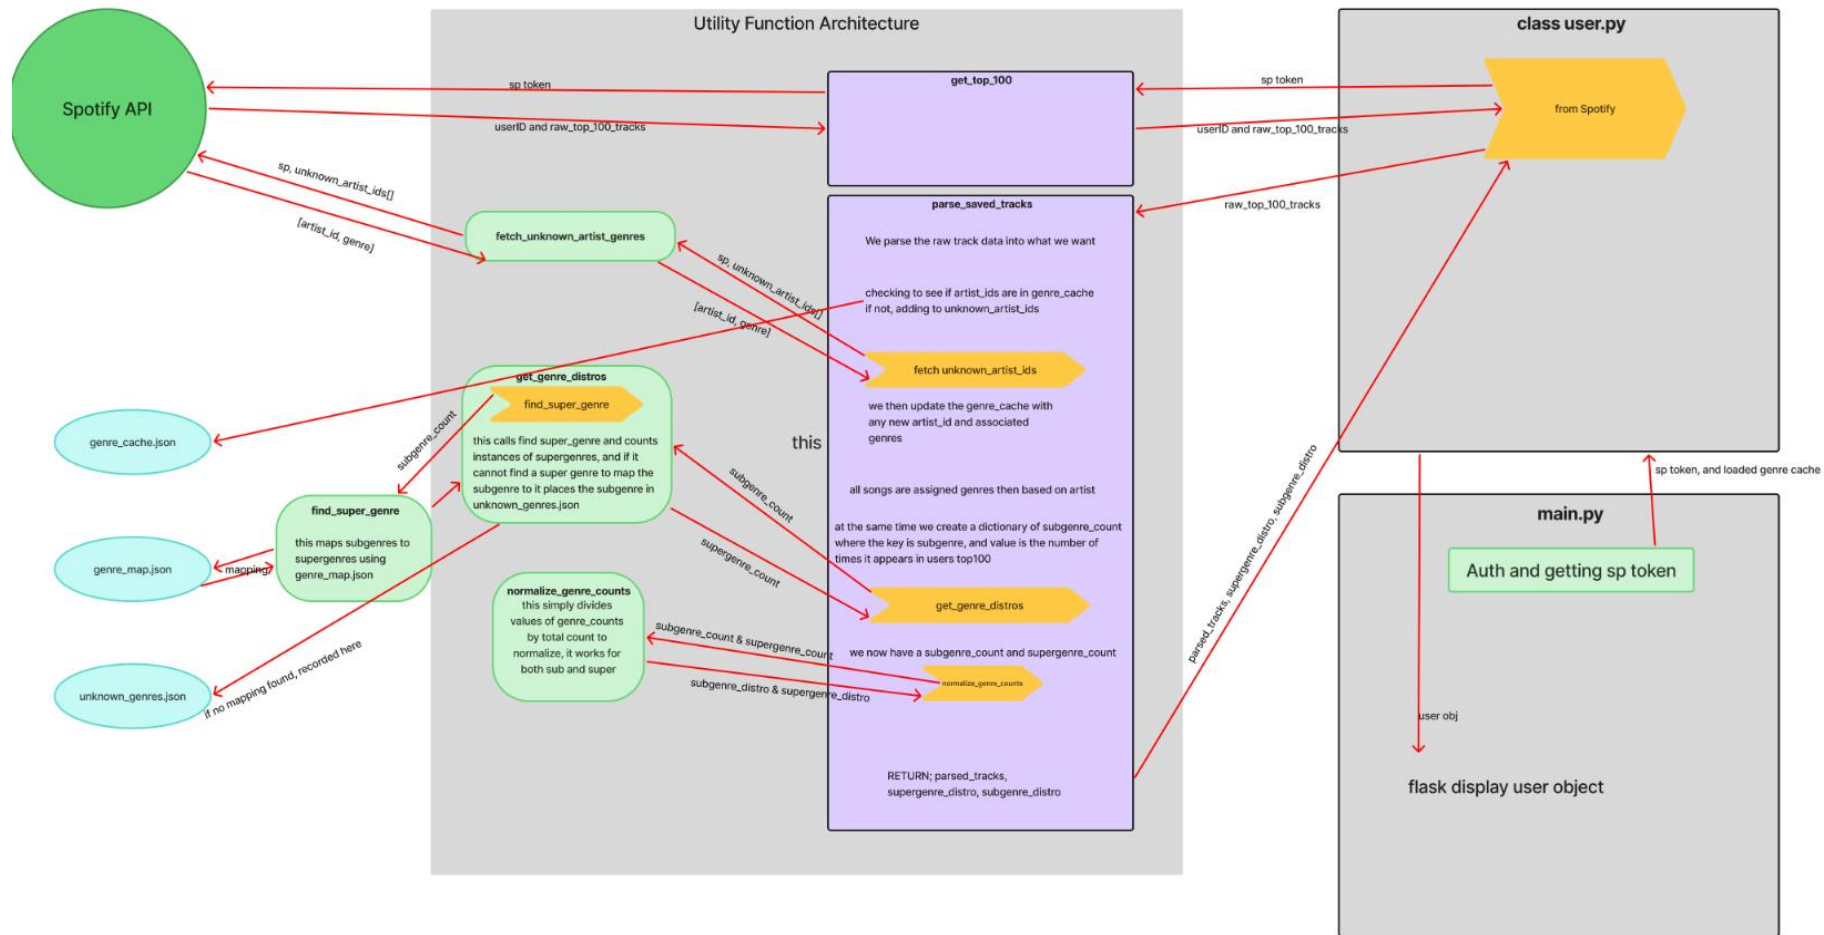 Utility Function Architecture
class user.py
Spotify API
sp token
userID and raw_top_100_tracks
get_top_100
sp token
userID and raw_top_100_tracks
from Spotify
raw_top_100_tracks
sp, unknown_artist_ids[]
[artist_id, genre]
fetch_unknown_artist_genres
sp, unknown_artist_ids[]
[artist_id, genre]
parse_saved_tracks
We parse the raw track data into what we want
checking to see if artist_ids are in genre_cache
if not, adding to unknown_artist_ids
fetch unknown_artist_ids
we then update the genre_cache with
any new artist_id and associated
genres
this
all songs are assigned genres then based on artist
at the same time we create a dictionary of subgenre_count
where the key is subgenre, and value is the number of
times it appears in users top100
get_genre_distros
we now have a subgenre_count and supergenre_count
normalize_genre_counts
RETURN; parsed_tracks,
supergenre_distro, subgenre_distro
get_genre_distros
find_super_genre
this calls find super_genre and counts
instances of supergenres, and if it
cannot find a super genre to map the
subgenre to it places the subgenre in
unknown_genres.json
subgenre_count
subgenre_count
supergenre_count
genre_cache.json
find_super_genre
this maps subgenres to
supergenres using
genre_map.json
genre_map.json
mapping
normalize_genre_counts
this simply divides
values of genre_counts
by total count to
normalize, it works for
both sub and super
subgenre_count & supergenre_count
subgenre_distro & supergenre_distro
unknown_genres.json
if no mapping found, recorded here
parsed_tracks, supergenre_distro, subgenre_distro
sp token, and loaded genre cache
main.py
Auth and getting sp token
user obj
flask display user object